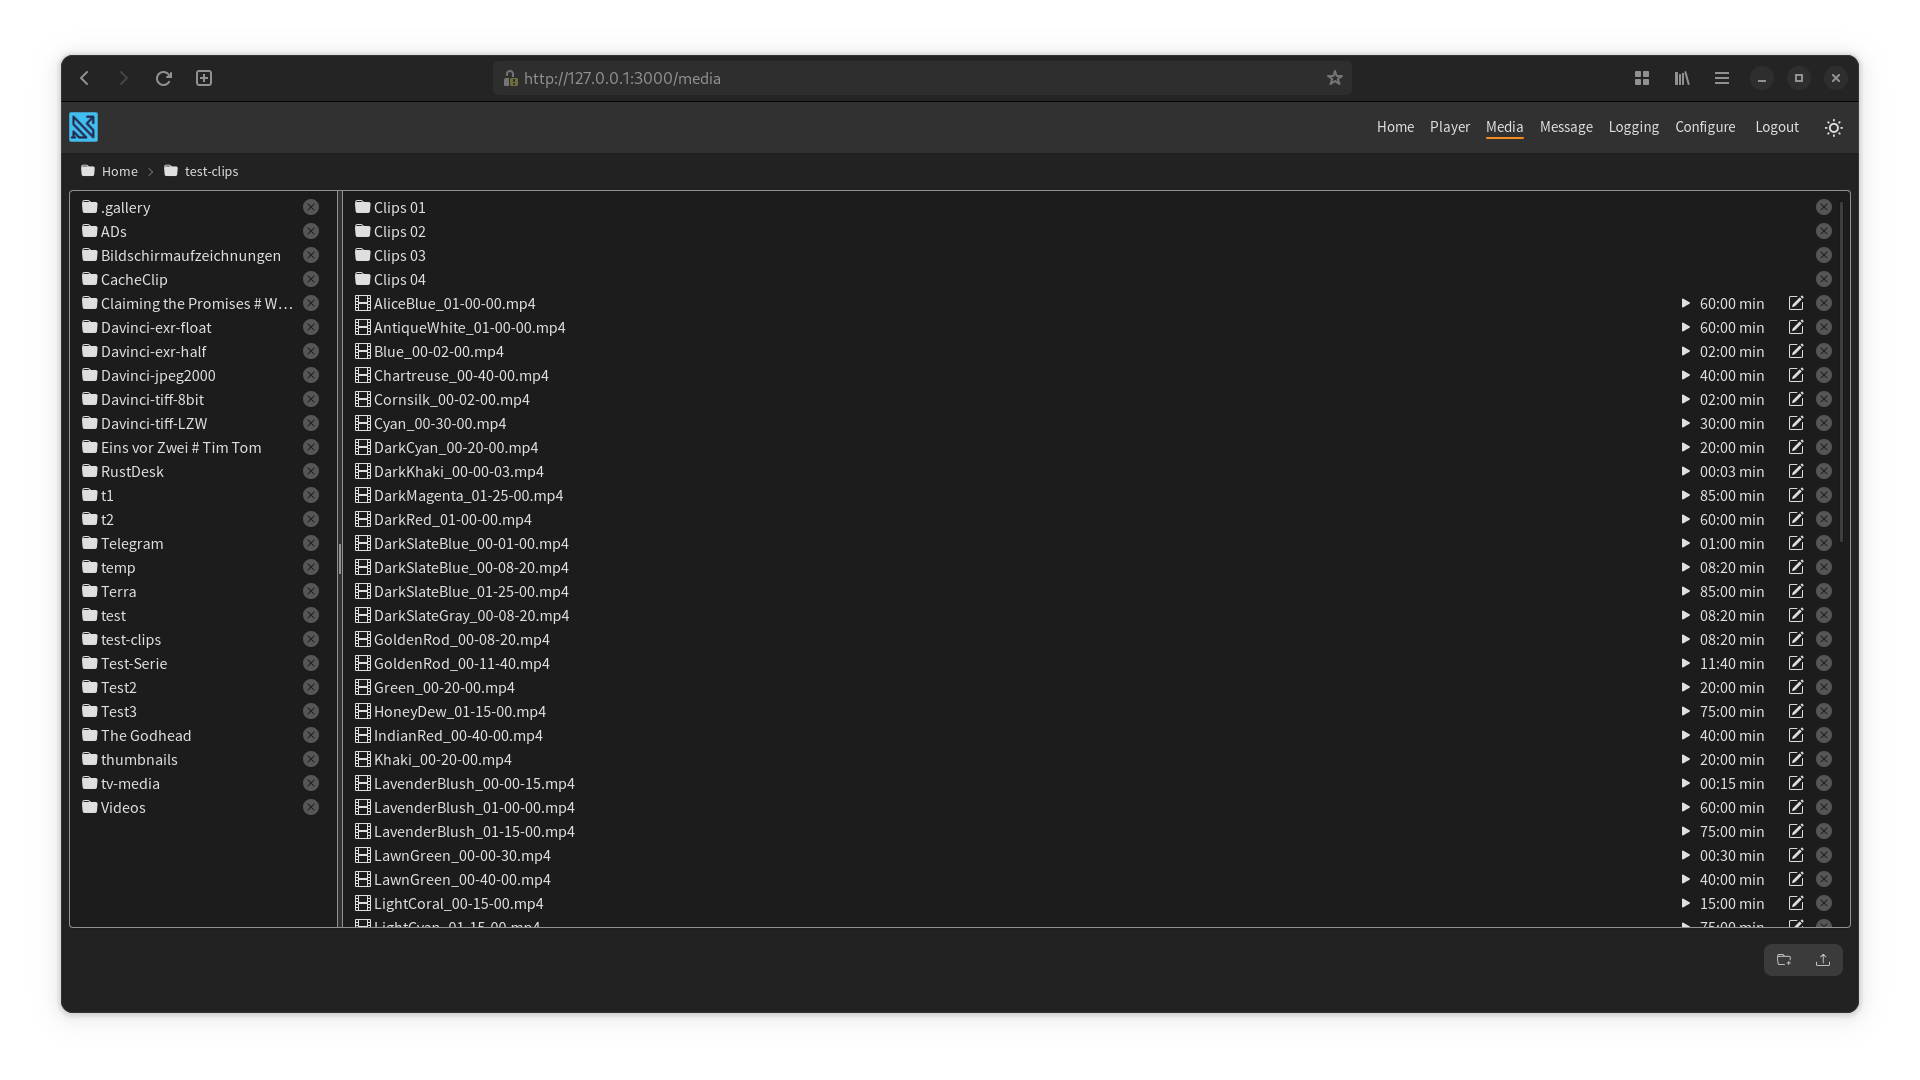 http://127.0.0.1:3000/media
Home Player Media Message Logging Configure Logout
Home test-clips
.gallery
ADs
Bildschirmaufzeichnungen
CacheClip
Claiming the Promises # W…
Davinci-exr-float
Davinci-exr-half
Davinci-jpeg2000
Davinci-tiff-8bit
Davinci-tiff-LZW
Eins vor Zwei # Tim Tom
RustDesk
t1
t2
Telegram
temp
Terra
test
test-clips
Test-Serie
Test2
Test3
The Godhead
thumbnails
tv-media
Videos
Clips 01
Clips 02
Clips 03
Clips 04
AliceBlue_01-00-00.mp4 60:00 min
AntiqueWhite_01-00-00.mp4 60:00 min
Blue_00-02-00.mp4 02:00 min
Chartreuse_00-40-00.mp4 40:00 min
Cornsilk_00-02-00.mp4 02:00 min
Cyan_00-30-00.mp4 30:00 min
DarkCyan_00-20-00.mp4 20:00 min
DarkKhaki_00-00-03.mp4 00:03 min
DarkMagenta_01-25-00.mp4 85:00 min
DarkRed_01-00-00.mp4 60:00 min
DarkSlateBlue_00-01-00.mp4 01:00 min
DarkSlateBlue_00-08-20.mp4 08:20 min
DarkSlateBlue_01-25-00.mp4 85:00 min
DarkSlateGray_00-08-20.mp4 08:20 min
GoldenRod_00-08-20.mp4 08:20 min
GoldenRod_00-11-40.mp4 11:40 min
Green_00-20-00.mp4 20:00 min
HoneyDew_01-15-00.mp4 75:00 min
IndianRed_00-40-00.mp4 40:00 min
Khaki_00-20-00.mp4 20:00 min
LavenderBlush_00-00-15.mp4 00:15 min
LavenderBlush_01-00-00.mp4 60:00 min
LavenderBlush_01-15-00.mp4 75:00 min
LawnGreen_00-00-30.mp4 00:30 min
LawnGreen_00-40-00.mp4 40:00 min
LightCoral_00-15-00.mp4 15:00 min
LightCyan_01-15-00.mp4 75:00 min